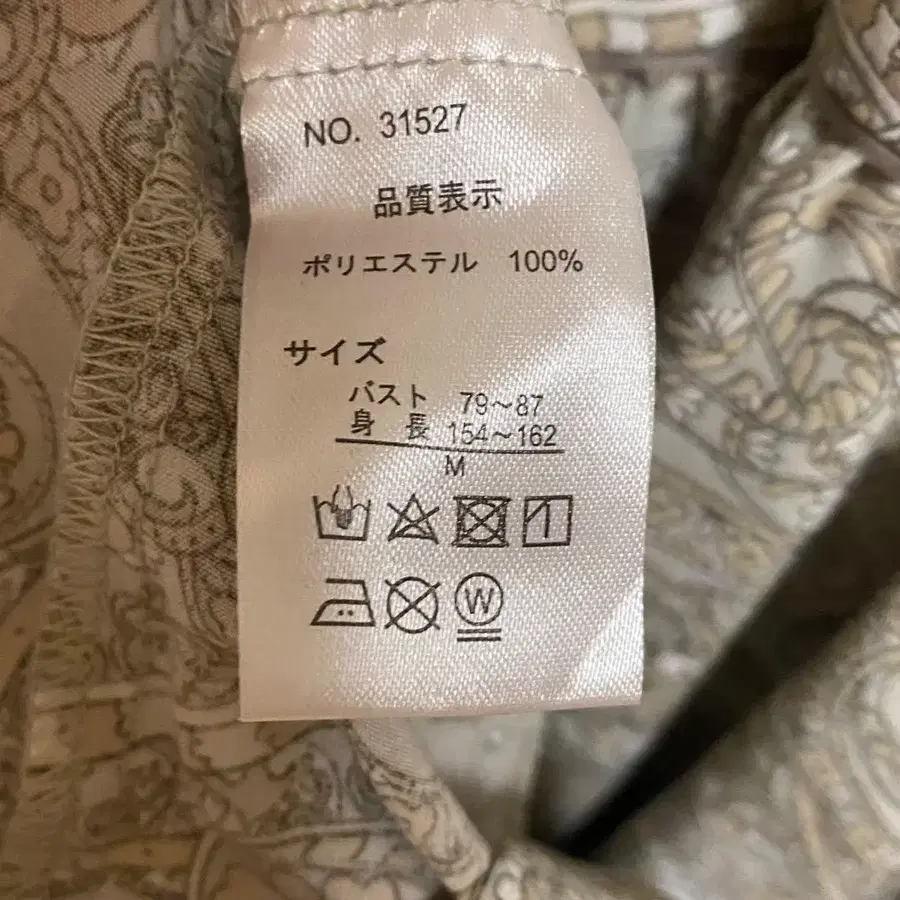 NO. 31527
品質表示
ポリエステル 100%
サイズ
バスト 79~87
身 長 154~162
M
W